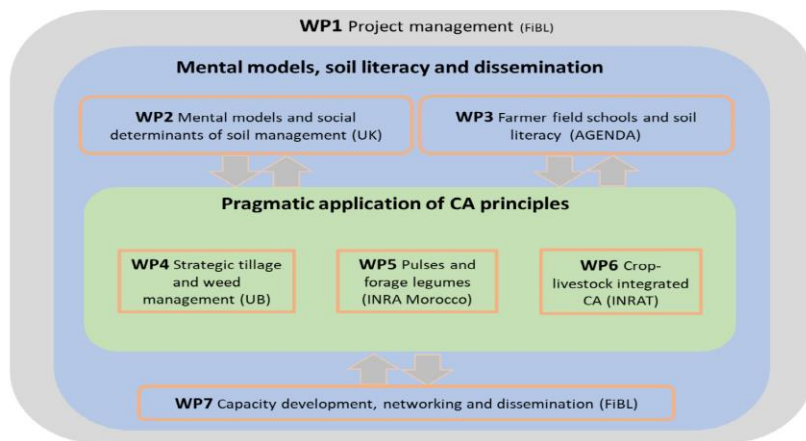 WP1 Project management (FiBL)
Mental models, soil literacy and dissemination
WP2 Mental models and social
determinants of soil management (UK)
WP3 Farmer field schools and soil
literacy (AGENDA)
Pragmatic application of CA principles
WP4 Strategic tillage
and weed
management (UB)
WP5 Pulses and
forage legumes
(INRA Morocco)
WP6 Crop-
livestock integrated
CA (INRAT)
WP7 Capacity development, networking and dissemination (FiBL)